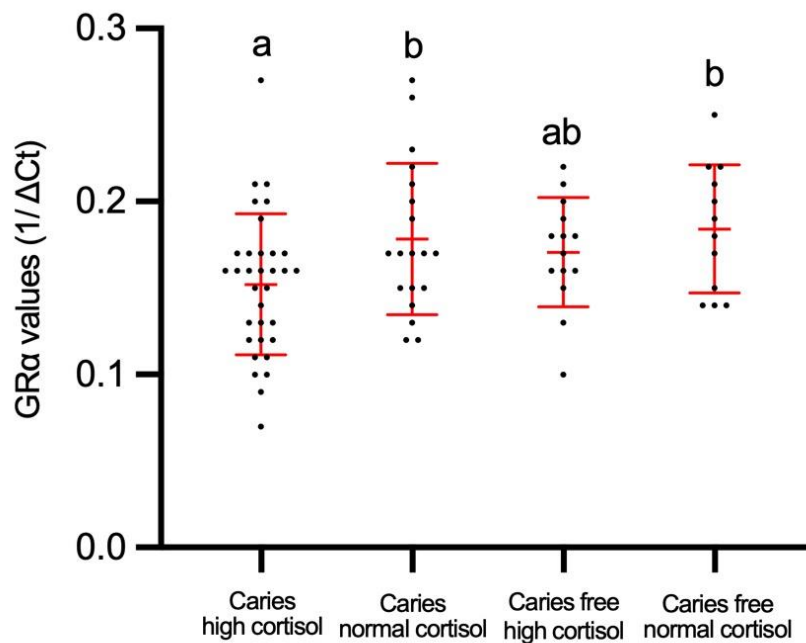 GRα values (1/ ΔCt)
0.3
0.2
0.1
0.0
a
b
ab
b
Caries
high cortisol
Caries
normal cortisol
Caries free
high cortisol
Caries free
normal cortisol